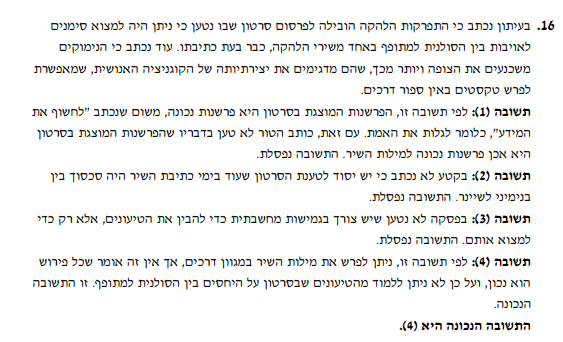 16. בעיתון נכתב כי התפרקות הלהקה הובילה לפרסום סרטון שבו נטען כי ניתן היה למצוא סימנים
לאויבות בין הסולנית למתופף באחד משירי הלהקה, כבר בעת כתיבתו. עוד נכתב כי הנימוקים
משכנעים את הצופה ויותר מכך, שהם מדגימים את יצירתיותה של הקוגניציה האנושית, שמאפשרת
לפרש טקסטים באין ספור דרכים.
תשובה (1): לפי תשובה זו, הפרשנות המוצגת בסרטון היא פרשנות נכונה, משום שנכתב "לחשוף את
המידע", כלומר לגלות את האמת. עם זאת, כותב הטור לא טען בדבריו שהפרשנות המוצגת בסרטון
היא אכן פרשנות נכונה למילות השיר. התשובה נפסלת.
תשובה (2): בקטע לא נכתב כי יש יסוד לטענת הסרטון שעוד בימי כתיבת השיר היה סכסוך בין
בנימיני לשיינר. התשובה נפסלת.
תשובה (3): בפסקה לא נטען שיש צורך בגמישות מחשבתית כדי להבין את הטיעונים, אלא רק כדי
למצוא אותם. התשובה נפסלת.
תשובה (4): לפי תשובה זו, ניתן לפרש את מילות השיר במגוון דרכים, אך אין זה אומר שכל פירוש
הוא נכון, ועל כן לא ניתן ללמוד מהטיעונים שבסרטון על היחסים בין הסולנית למתופף. זו התשובה
הנכונה.
התשובה הנכונה היא (4).